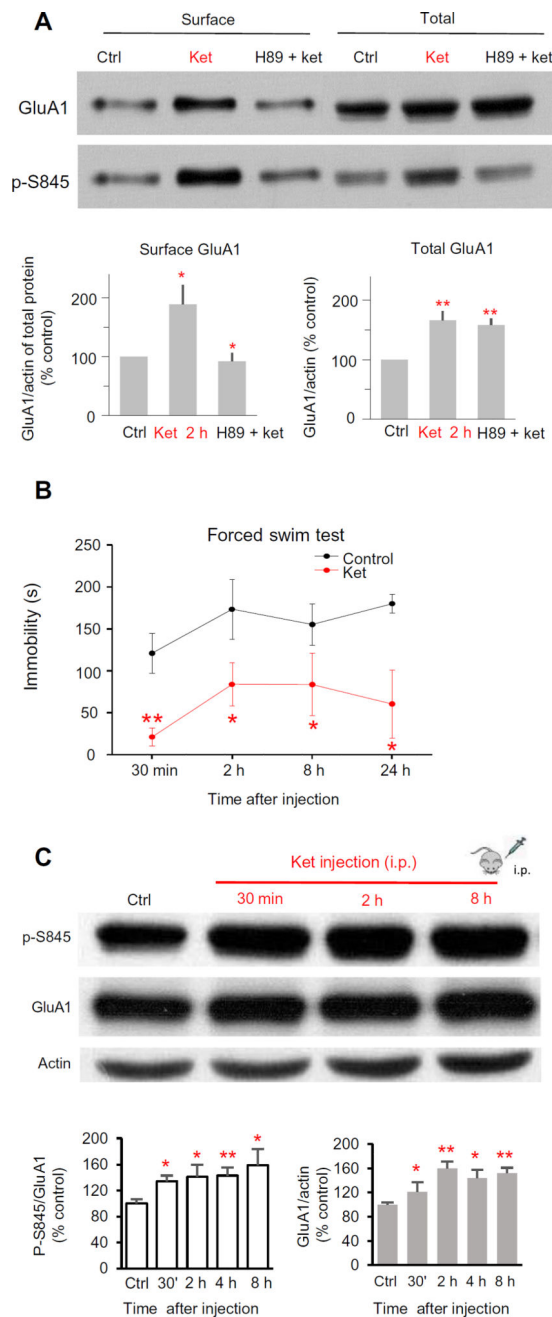 A
Surface Total
Ctrl Ket H89 + ket Ctrl Ket H89 + ket
GluA1
p-S845
Surface GluA1
GluA1/actin of total protein
(% control)
200
100
0
*
*
Ctrl Ket 2 h H89 + ket
Total GluA1
GluA1/actin (% control)
200
100
0
**
**
Ctrl Ket 2 h H89 + ket
B
Forced swim test
Control
Ket
Immobility (s)
250
200
150
100
50
0
**
*
*
*
30 min 2 h 8 h 24 h
Time after injection
C
Ket injection (i.p.)
i.p.
Ctrl 30 min 2 h 8 h
p-S845
GluA1
Actin
P-S845/GluA1
(% control)
200
160
120
80
40
0
*
*
**
*
Ctrl 30' 2 h 4 h 8 h
Time after injection
GluA1/actin
(% control)
200
160
120
80
40
0
*
**
*
**
Ctrl 30' 2 h 4 h 8 h
Time after injection